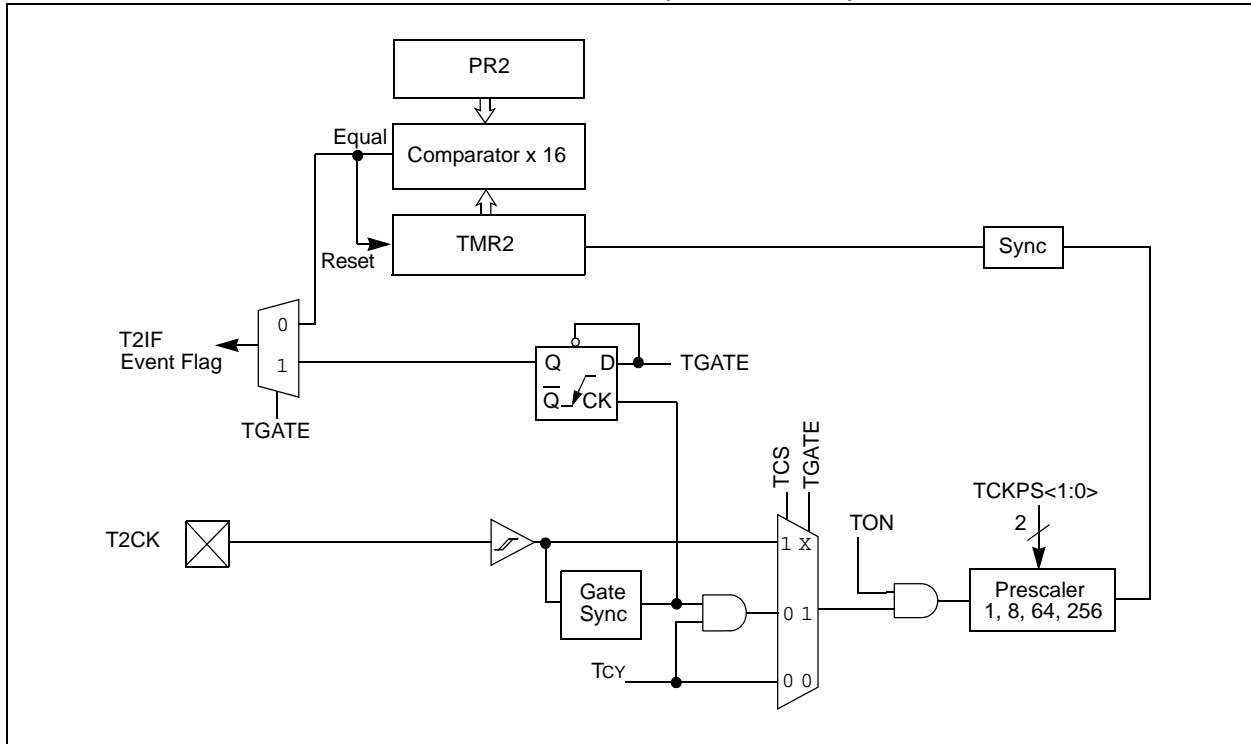 PR2
Equal
Comparator x 16
TMR2
Reset
Sync
0
1
T2IF
Event Flag
TGATE
Q
D
Q
CK
TGATE
TCS
TGATE
T2CK
1 X
TON
TCKPS<1:0>
2
Gate
Sync
0 1
Prescaler
1, 8, 64, 256
TCY
0 0